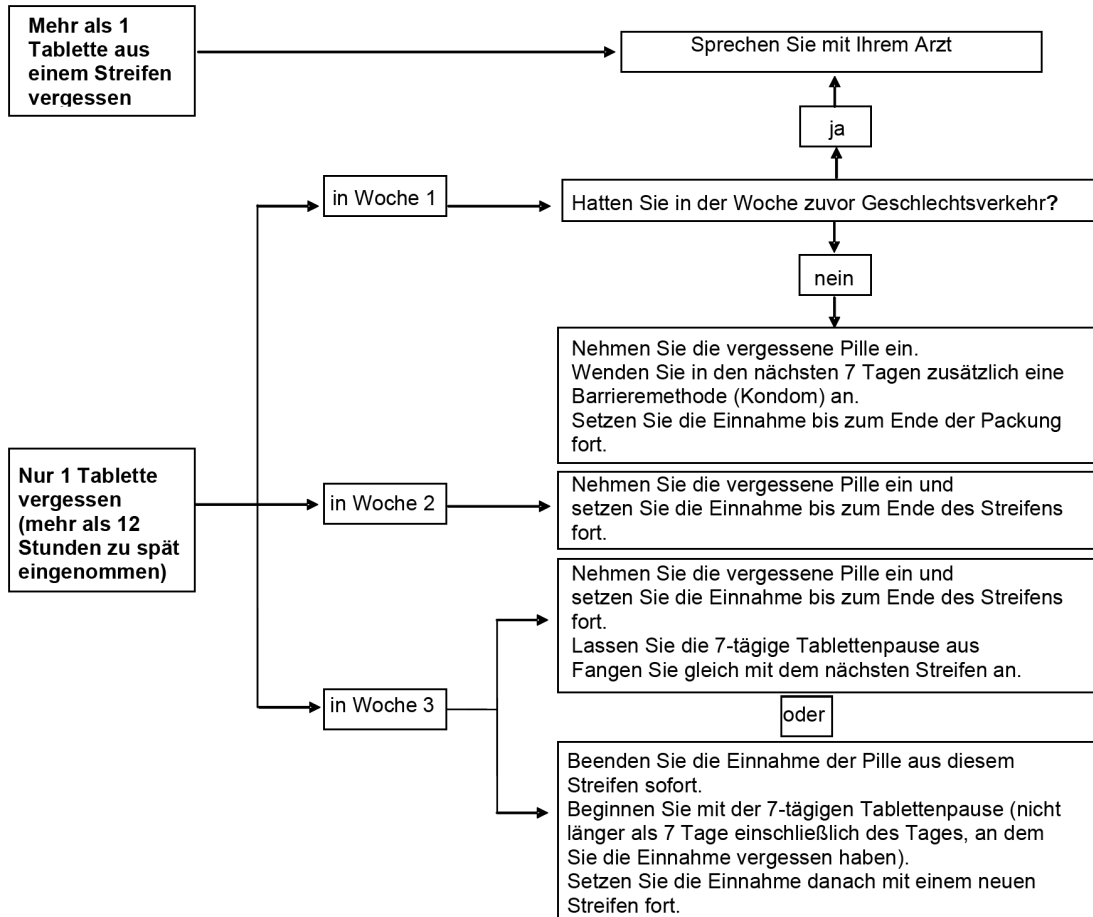 Mehr als 1
Tablette aus
einem Streifen
vergessen
Sprechen Sie mit Ihrem Arzt
ja
in Woche 1
Hatten Sie in der Woche zuvor Geschlechtsverkehr?
nein
Nehmen Sie die vergessene Pille ein.
Wenden Sie in den nächsten 7 Tagen zusätzlich eine
Barrieremethode (Kondom) an.
Setzen Sie die Einnahme bis zum Ende der Packung
fort.
Nur 1 Tablette
vergessen
(mehr als 12
Stunden zu spät
eingenommen)
in Woche 2
Nehmen Sie die vergessene Pille ein und
setzen Sie die Einnahme bis zum Ende des Streifens
fort.
in Woche 3
Nehmen Sie die vergessene Pille ein und
setzen Sie die Einnahme bis zum Ende des Streifens
fort.
Lassen Sie die 7-tägige Tablettenpause aus
Fangen Sie gleich mit dem nächsten Streifen an.
oder
Beenden Sie die Einnahme der Pille aus diesem
Streifen sofort.
Beginnen Sie mit der 7-tägigen Tablettenpause (nicht
länger als 7 Tage einschließlich des Tages, an dem
Sie die Einnahme vergessen haben).
Setzen Sie die Einnahme danach mit einem neuen
Streifen fort.